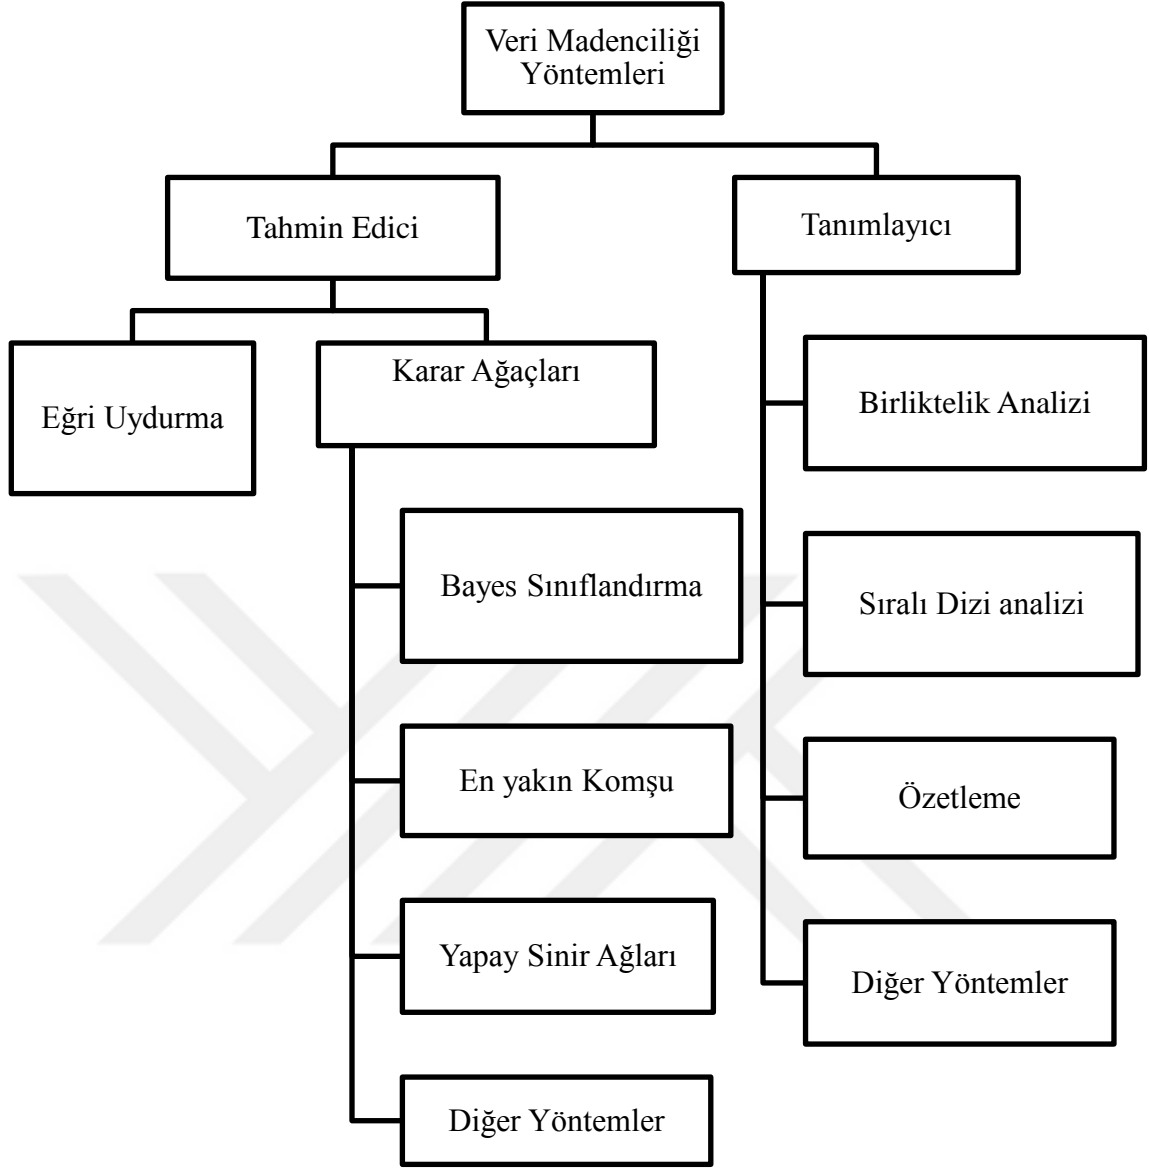 Veri Madenciliği
Yöntemleri
Tahmin Edici
Tanımlayıcı
Eğri Uydurma
Karar Ağaçları
Bayes Sınıflandırma
En yakın Komşu
Yapay Sinir Ağları
Diğer Yöntemler
Birliktelik Analizi
Sıralı Dizi analizi
Özetleme
Diğer Yöntemler